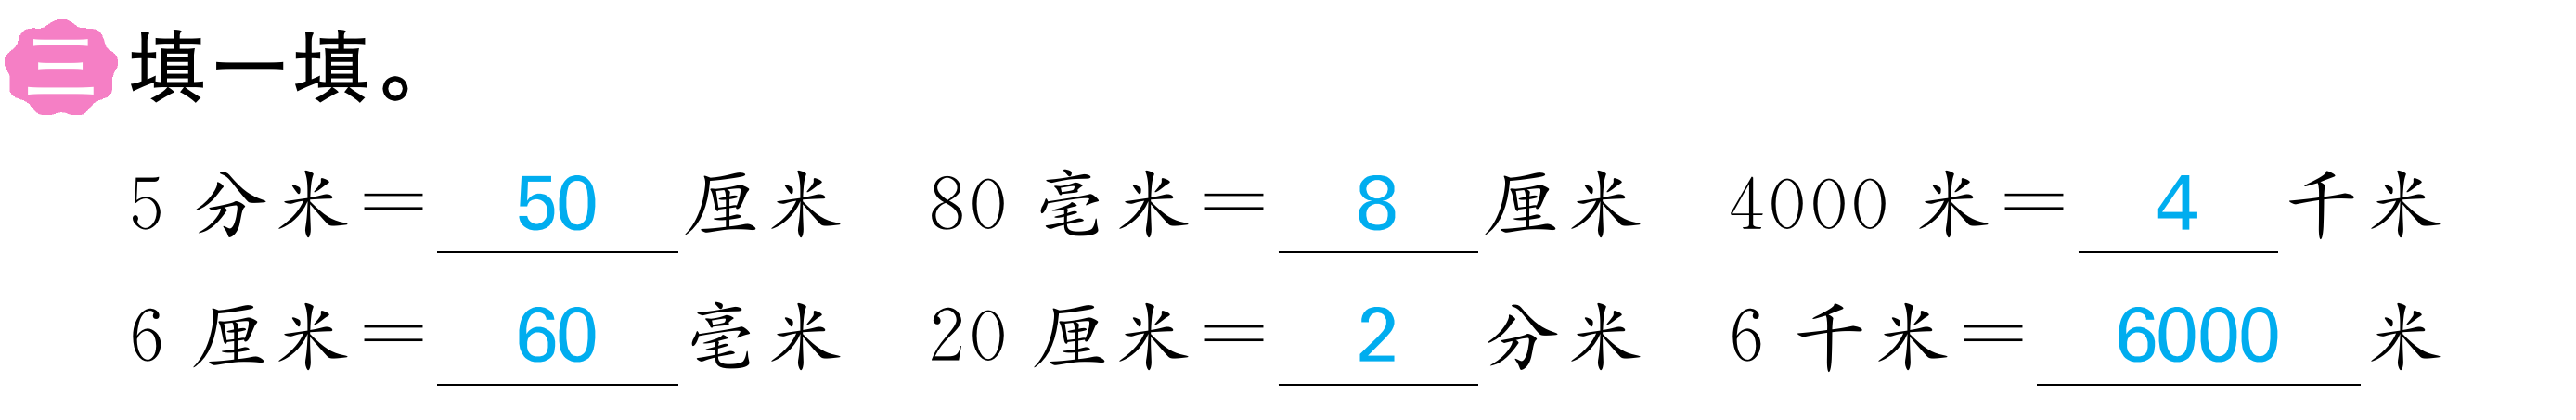 三 填一填。
5 分米＝ 50 厘米 80 毫米＝ 8 厘米 4000 米＝ 4 千米
6 厘米＝ 60 毫米 20 厘米＝ 2 分米 6 千米＝ 6000 米